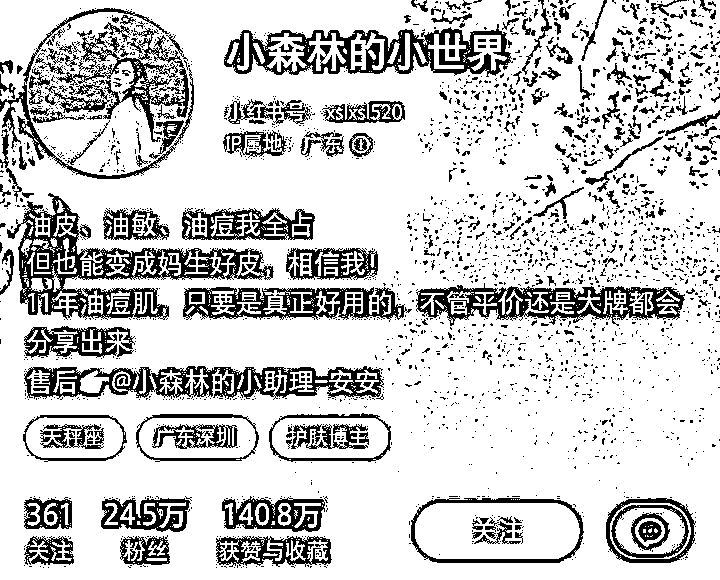 小森林的小世界
小红书号 xslxsl520
IP属地 广东
油皮、油敏、油痘我全占
但也能变成妈生好皮，相信我！
11年油痘肌，只要是真正好用的，不管平价还是大牌都会
分享出来
售后👉@小森林的小助理-安安
天秤座 广东深圳 护肤博主
361 24.5万 140.8万
关注 粉丝 获赞与收藏
关注